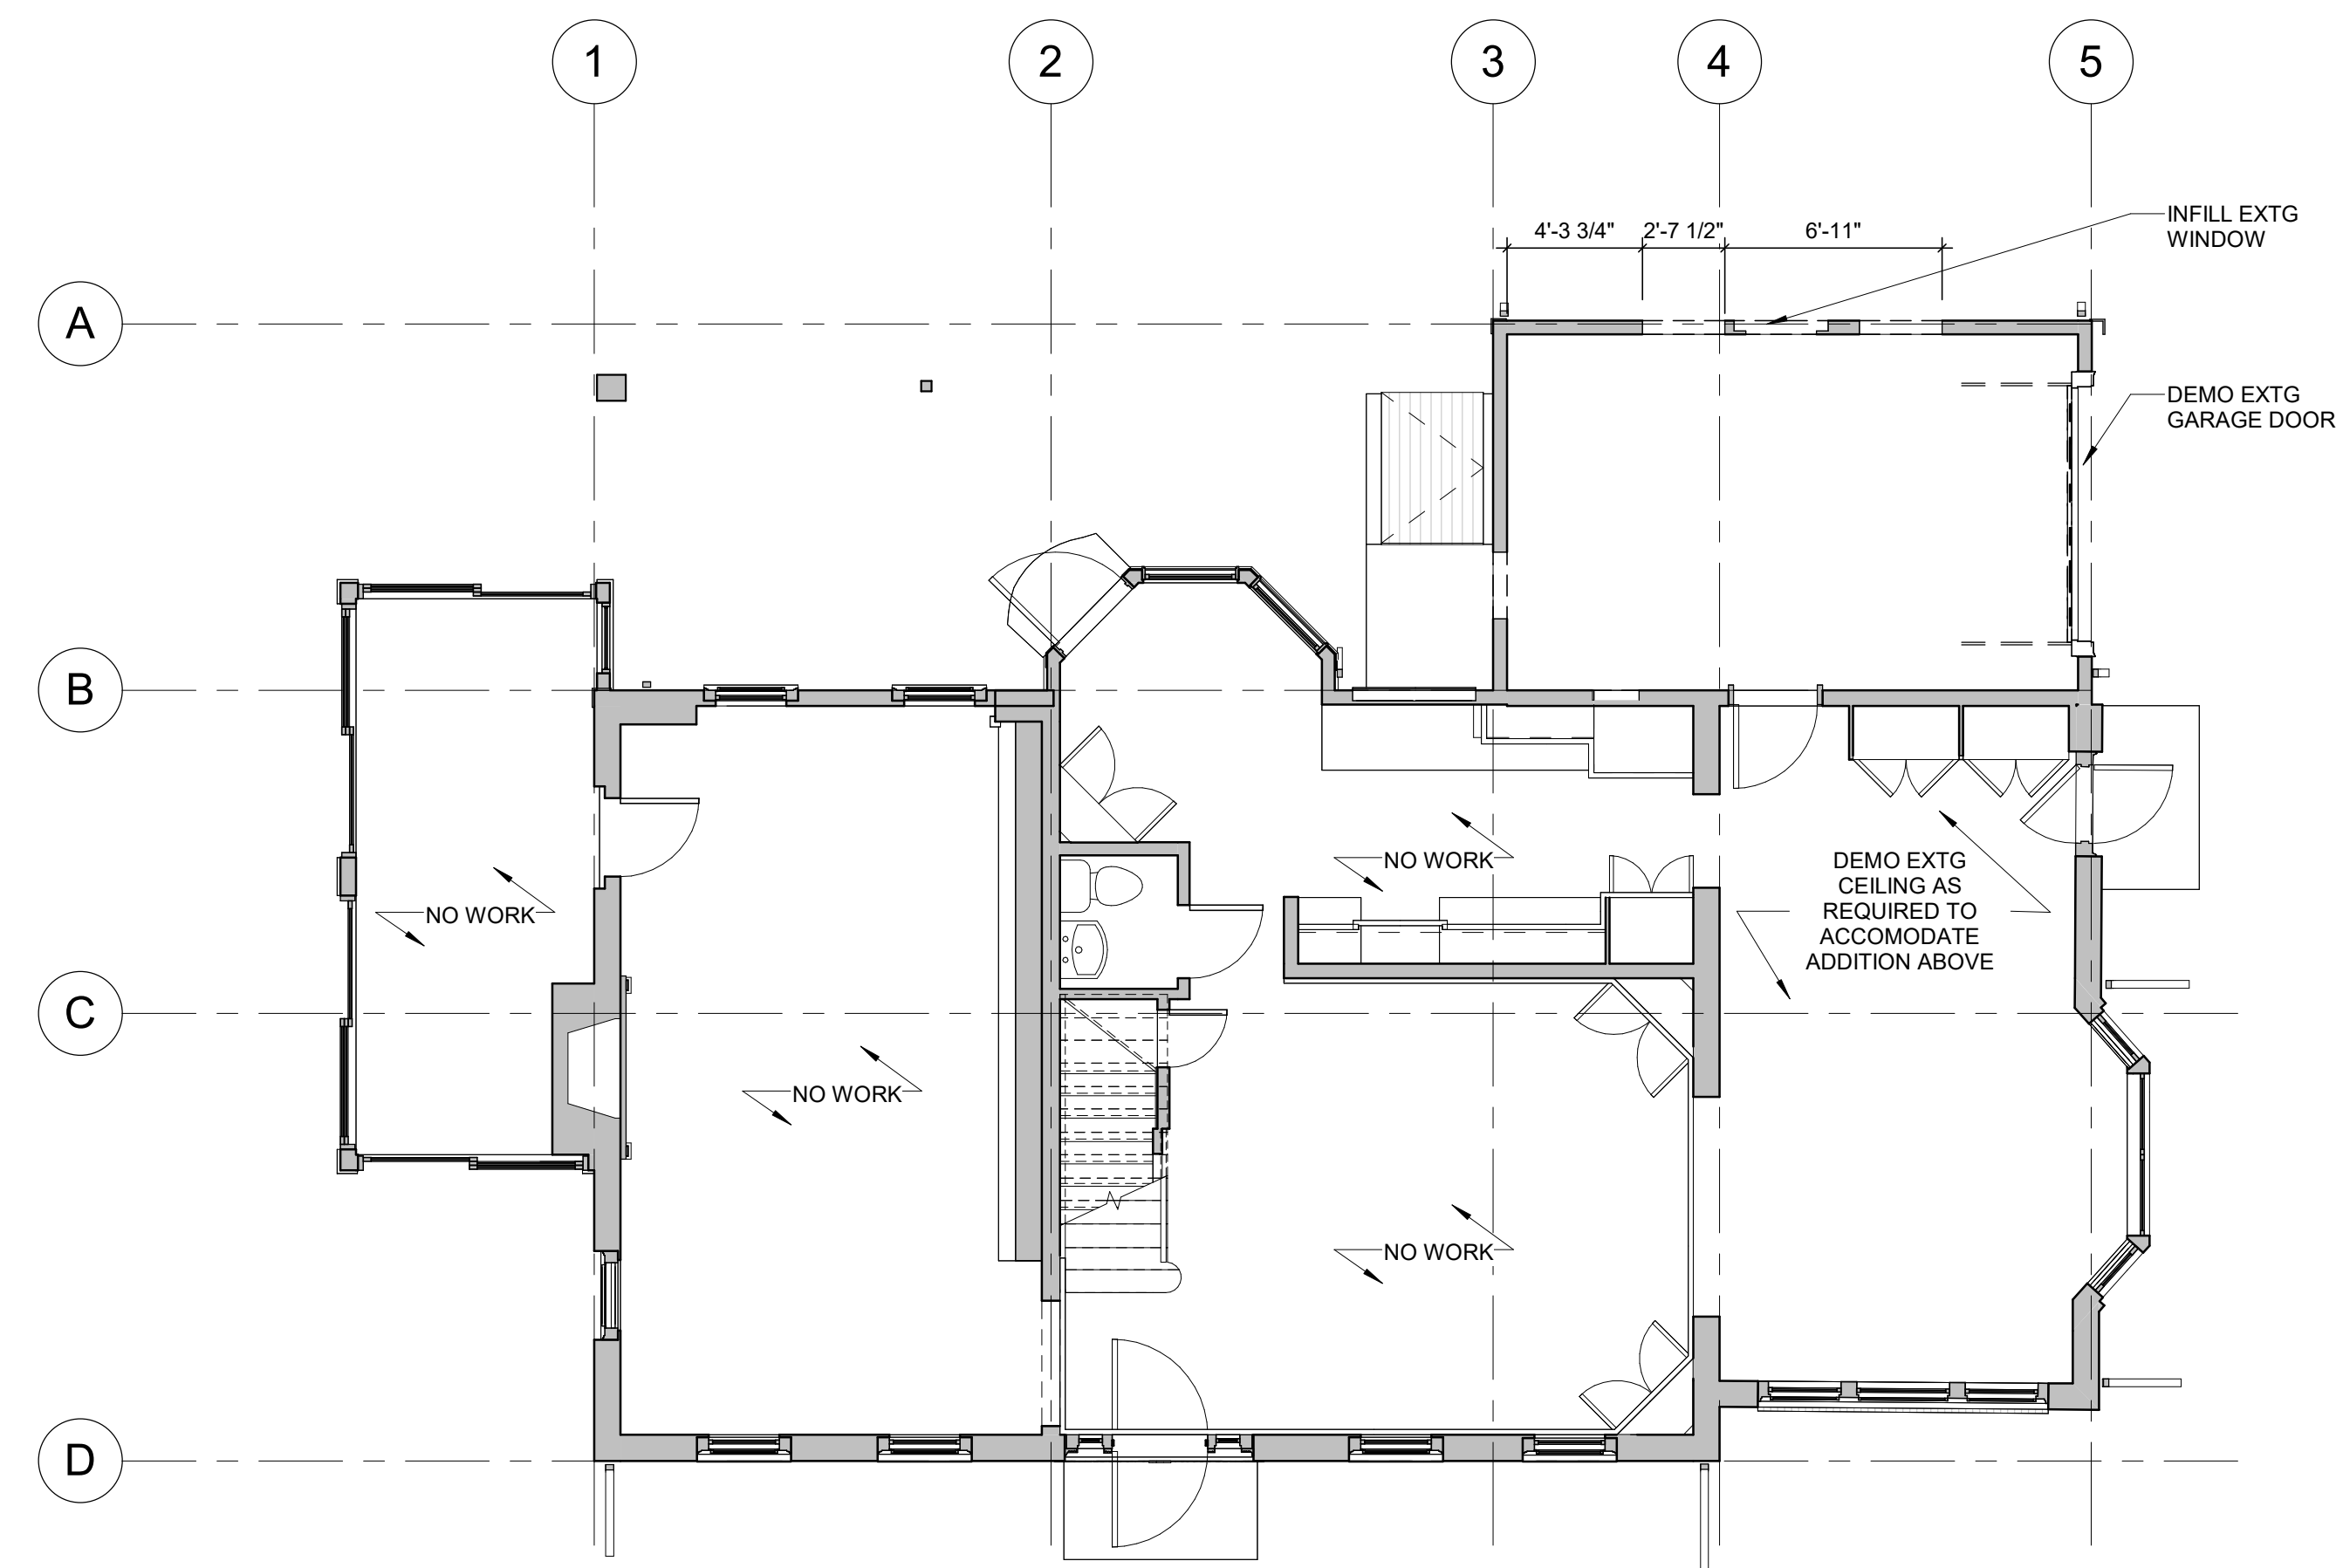 1
2
3
4
5
INFILL EXTG
WINDOW
4'-3 3/4"
2'-7 1/2"
6'-11"
A
DEMO EXTG
GARAGE DOOR
B
NO WORK
NO WORK
DEMO EXTG
CEILING AS
REQUIRED TO
ACCOMODATE
ADDITION ABOVE
C
NO WORK
NO WORK
D